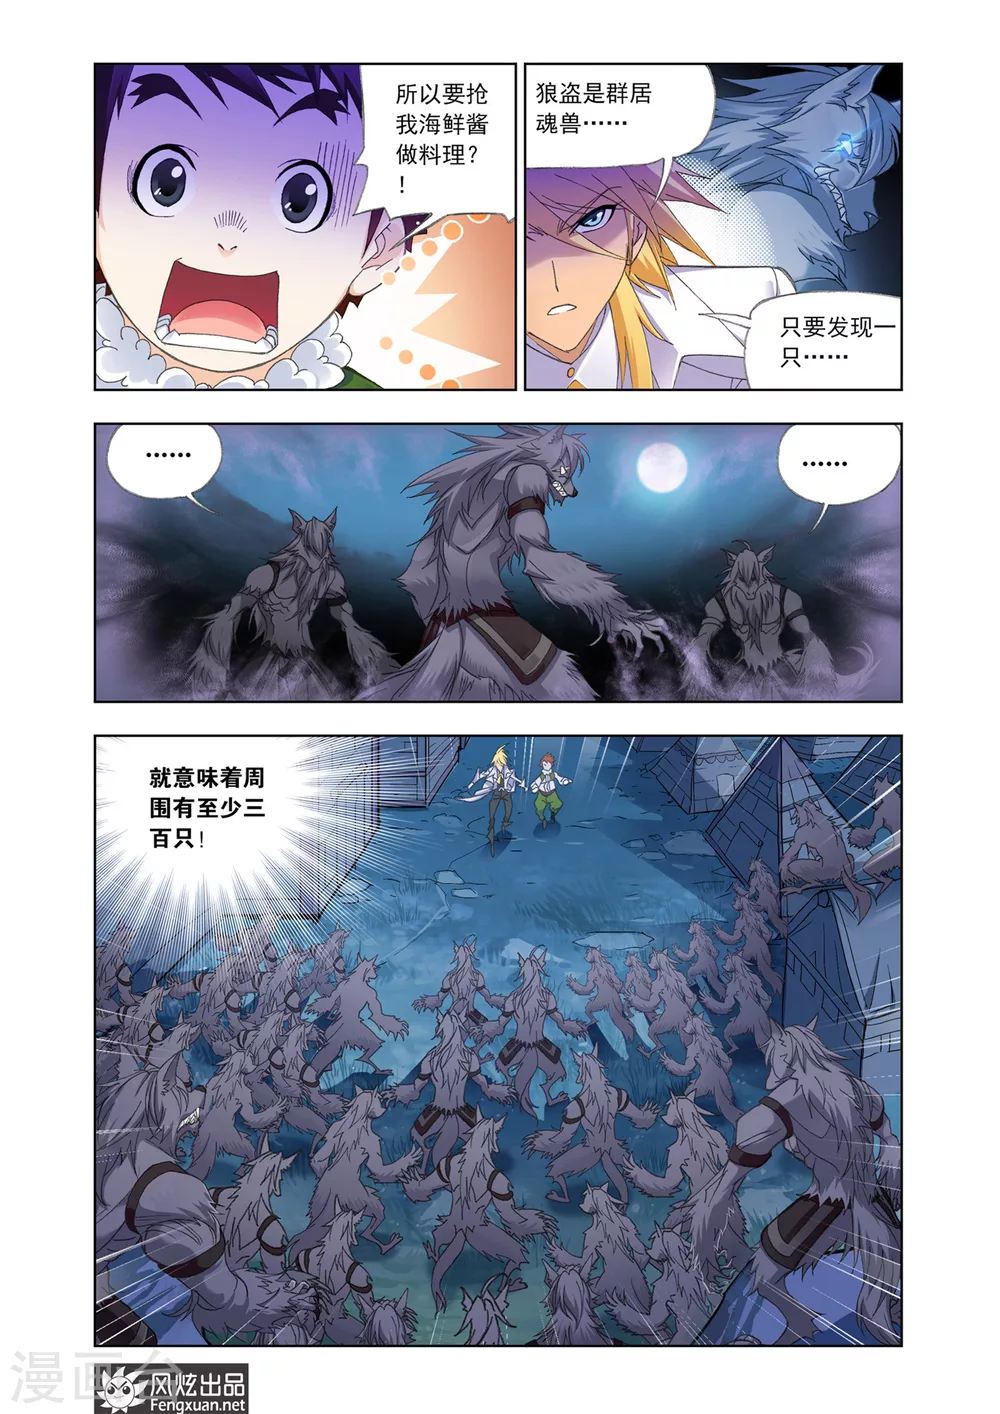 所以要抢
我海鲜酱
做料理？
！
狼盗是群居
魂兽……
只要发现一
只……
……
……
就意味着周
围有至少三
百只！
漫画台
风炫出品
Fengxuan.net